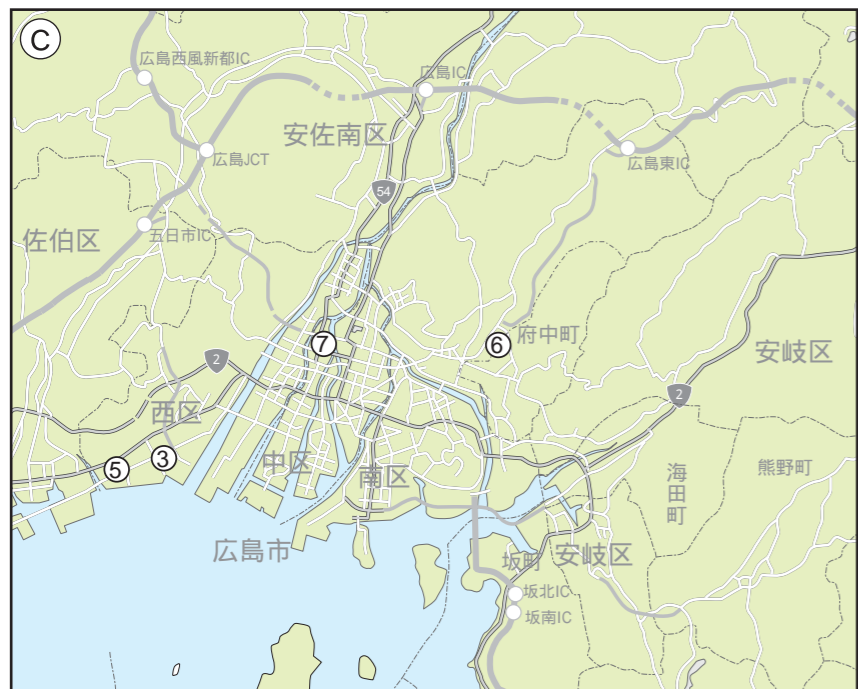 C
広島西風新都IC
広島IC
安佐南区
広島JCT
広島東IC
54
佐伯区
五日市IC
7
6
府中町
安岐区
2
2
西区
5
3
中区
南区
海田町
熊野町
広島市
坂町
安岐区
坂北IC
坂南IC